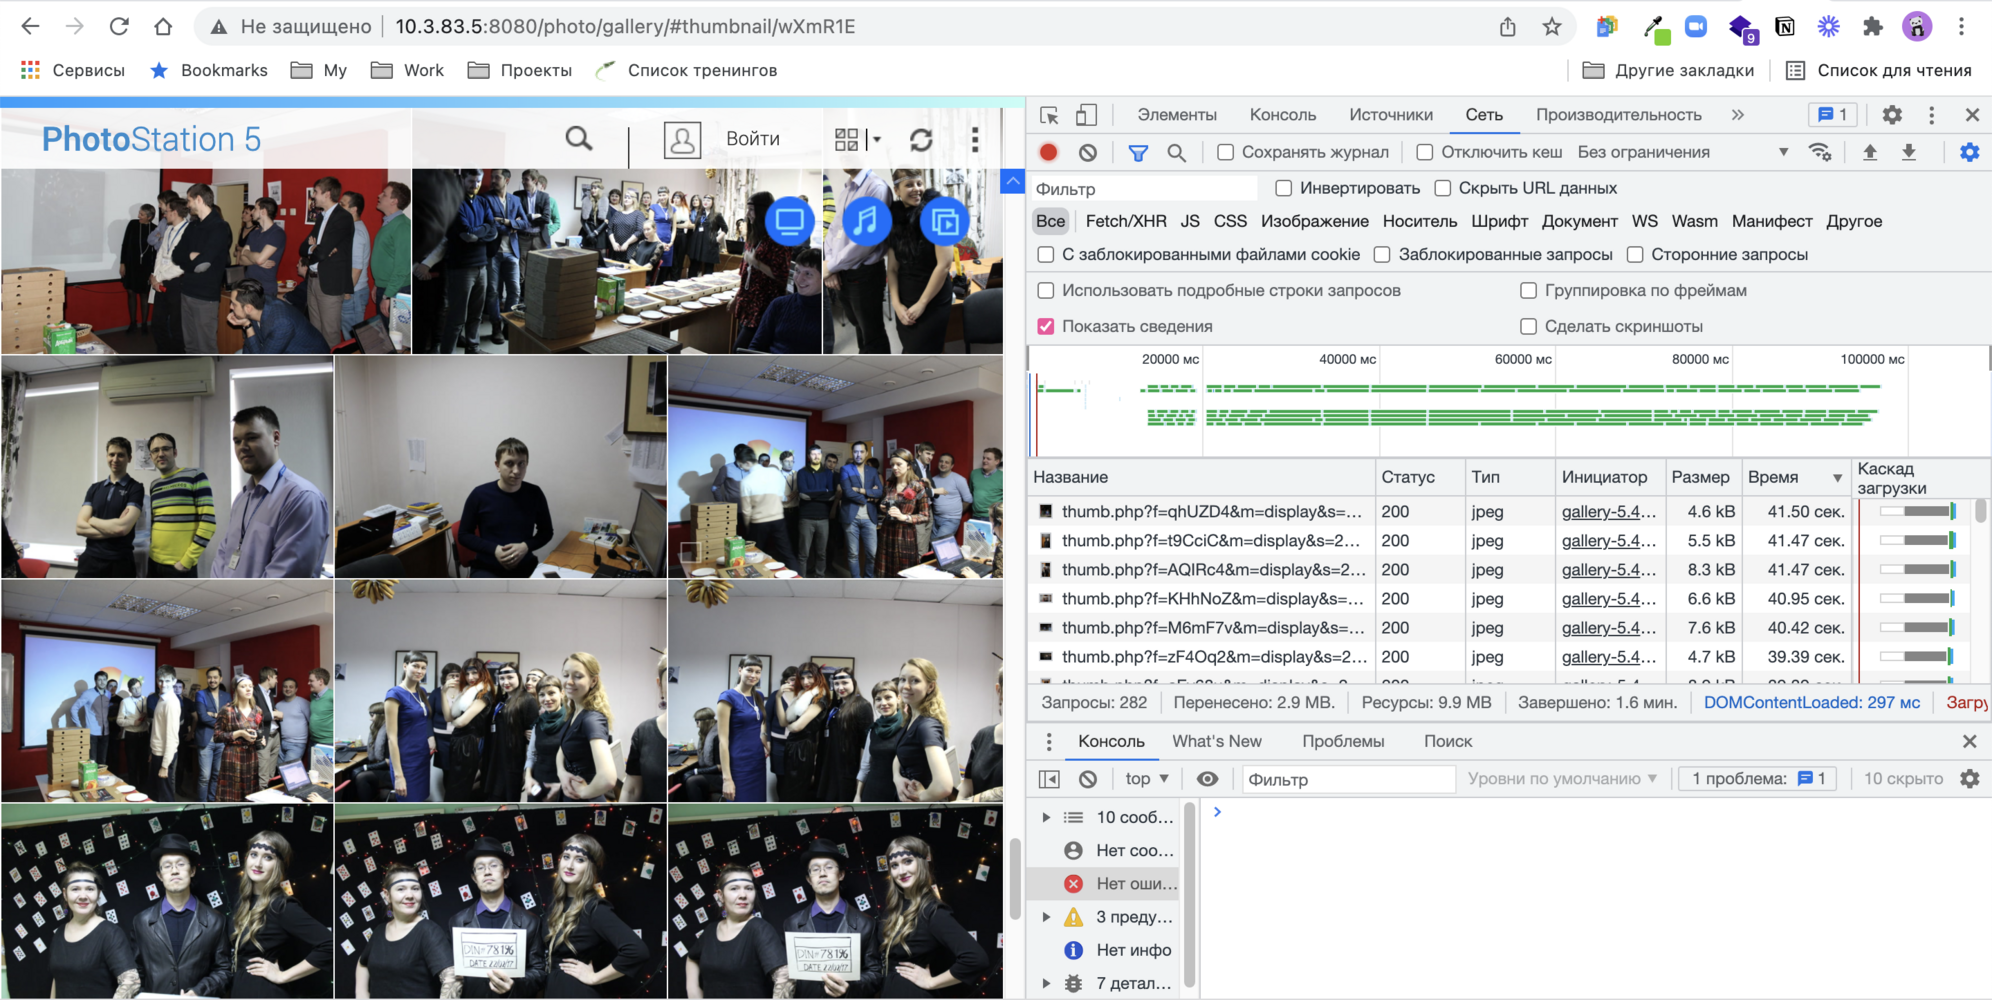 Не защищено | 10.3.83.5:8080/photo/gallery/#thumbnail/wXmR1E
9
Сервисы Bookmarks My Work Проекты Список тренингов Другие закладки Список для чтения
PhotoStation 5 Войти
Элементы Консоль Источники Сеть Производительность » 1
Сохранять журнал Отключить кеш Без ограничения
Фильтр Инвертировать Скрыть URL данных
Все Fetch/XHR JS CSS Изображение Носитель Шрифт Документ WS Wasm Манифест Другое
С заблокированными файлами cookie Заблокированные запросы Сторонние запросы
Использовать подробные строки запросов Группировка по фреймам
Показать сведения Сделать скриншоты
20000 мс 40000 мс 60000 мс 80000 мс 100000 мс
Название Статус Тип Инициатор Размер Время Каскад загрузки
thumb.php?f=qhUZD4&m=display&s=... 200 jpeg gallery-5.4... 4.6 kB 41.50 сек.
thumb.php?f=t9CciC&m=display&s=2... 200 jpeg gallery-5.4... 5.5 kB 41.47 сек.
thumb.php?f=AQIRc4&m=display&s=2... 200 jpeg gallery-5.4... 8.3 kB 41.47 сек.
thumb.php?f=KHhNoZ&m=display&s=... 200 jpeg gallery-5.4... 6.6 kB 40.95 сек.
thumb.php?f=M6mF7v&m=display&s=... 200 jpeg gallery-5.4... 7.6 kB 40.42 сек.
thumb.php?f=zF4Oq2&m=display&s=2... 200 jpeg gallery-5.4... 4.7 kB 39.39 сек.
Запросы: 282 Перенесено: 2.9 MB. Ресурсы: 9.9 MB Завершено: 1.6 мин. DOMContentLoaded: 297 мс Загру
Консоль What's New Проблемы Поиск
top Фильтр Уровни по умолчанию 1 проблема: 1 10 скрыто
10 сооб...
Нет соо...
Нет оши...
3 преду...
Нет инфо
7 детал...
DIN=78196
DIN=78196